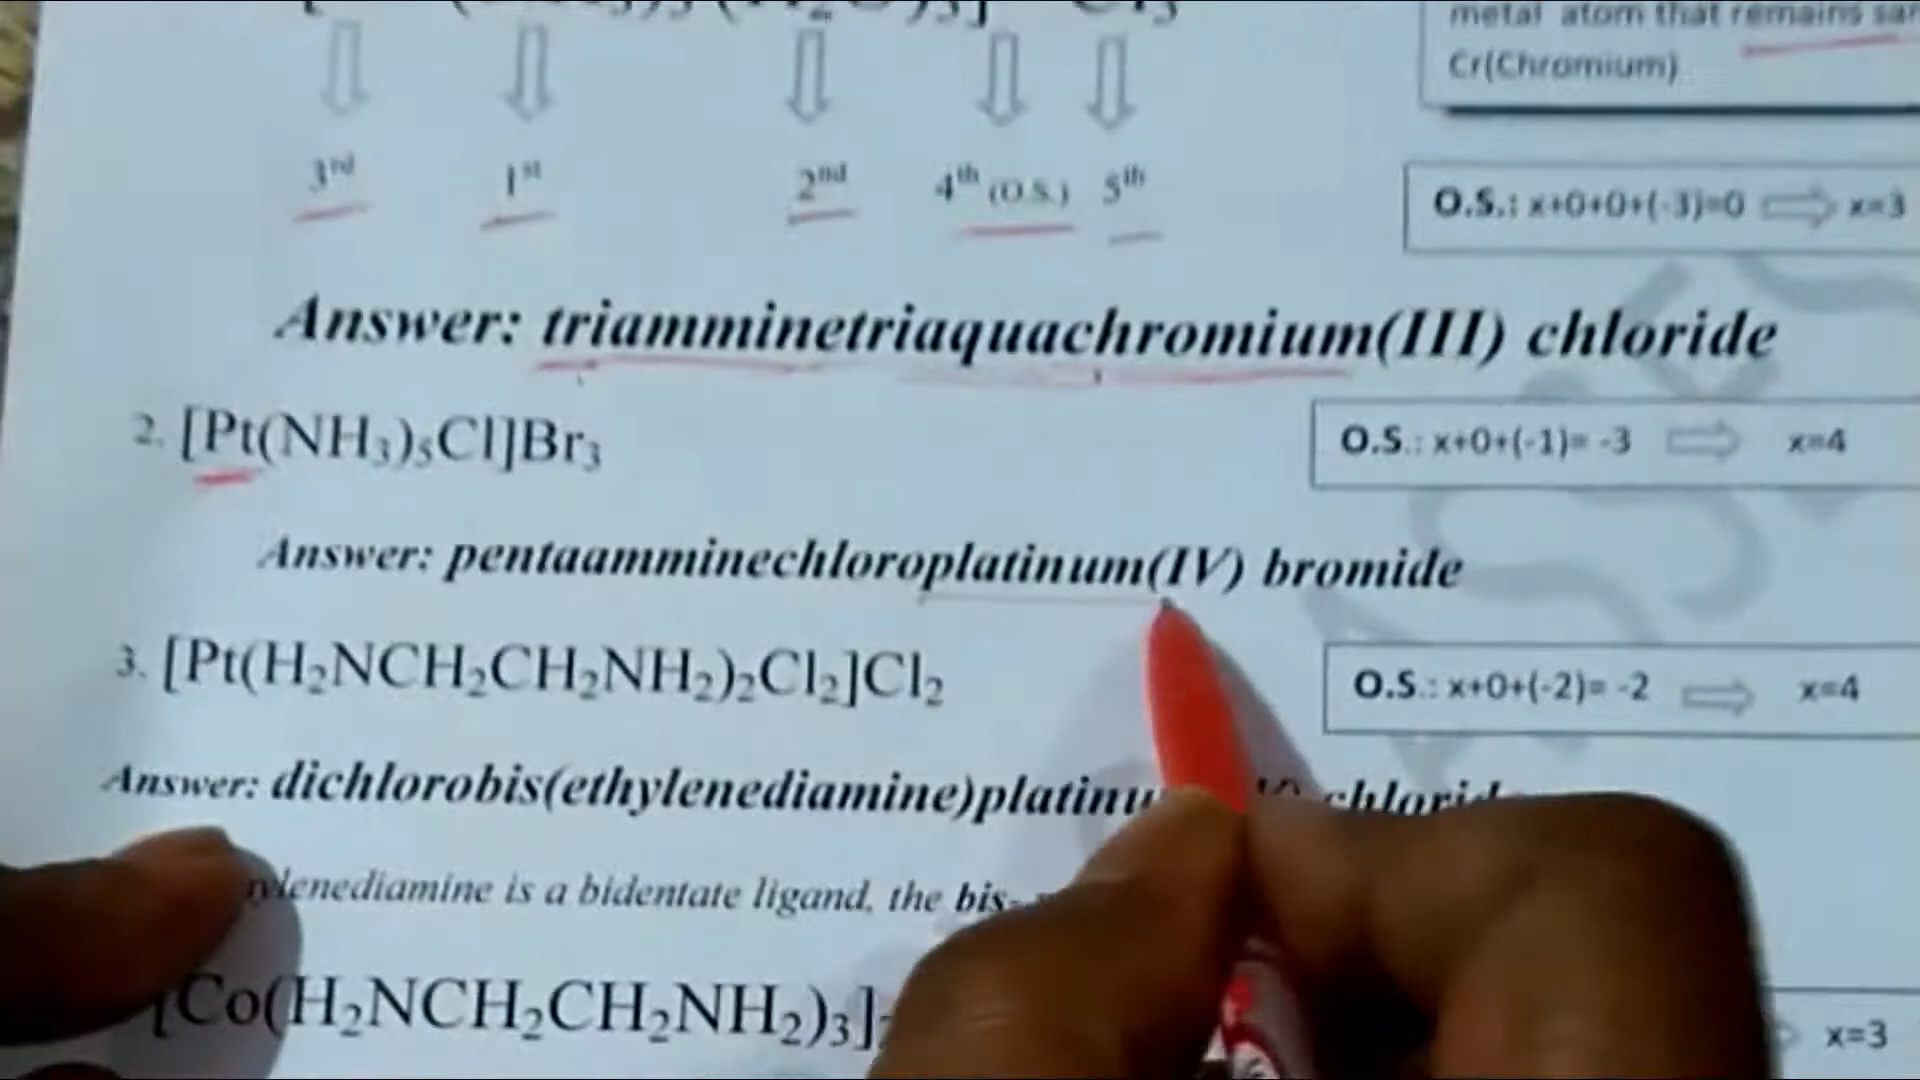 metal atom that remains
Cr(Chromium)
3rd 1st 2nd 4th (O.S.) 5th
O.S.: x+0+0+(-3)=0 ⇒ x=3
Answer: triamminetriaquachromium(III) chloride
2. [Pt(NH₃)₅Cl]Br₃
O.S.: x+0+(-1)= -3 ⇒ x=4
Answer: pentaamminechloroplatinum(IV) bromide
3. [Pt(H₂NCH₂CH₂NH₂)₂Cl₂]Cl₂
O.S.: x+0+(-2)= -2 ⇒ x=4
Answer: dichlorobis(ethylenediamine)platinu
ylenediamine is a bidentate ligand, the bis-
[Co(H₂NCH₂CH₂NH₂)₃]
x=3